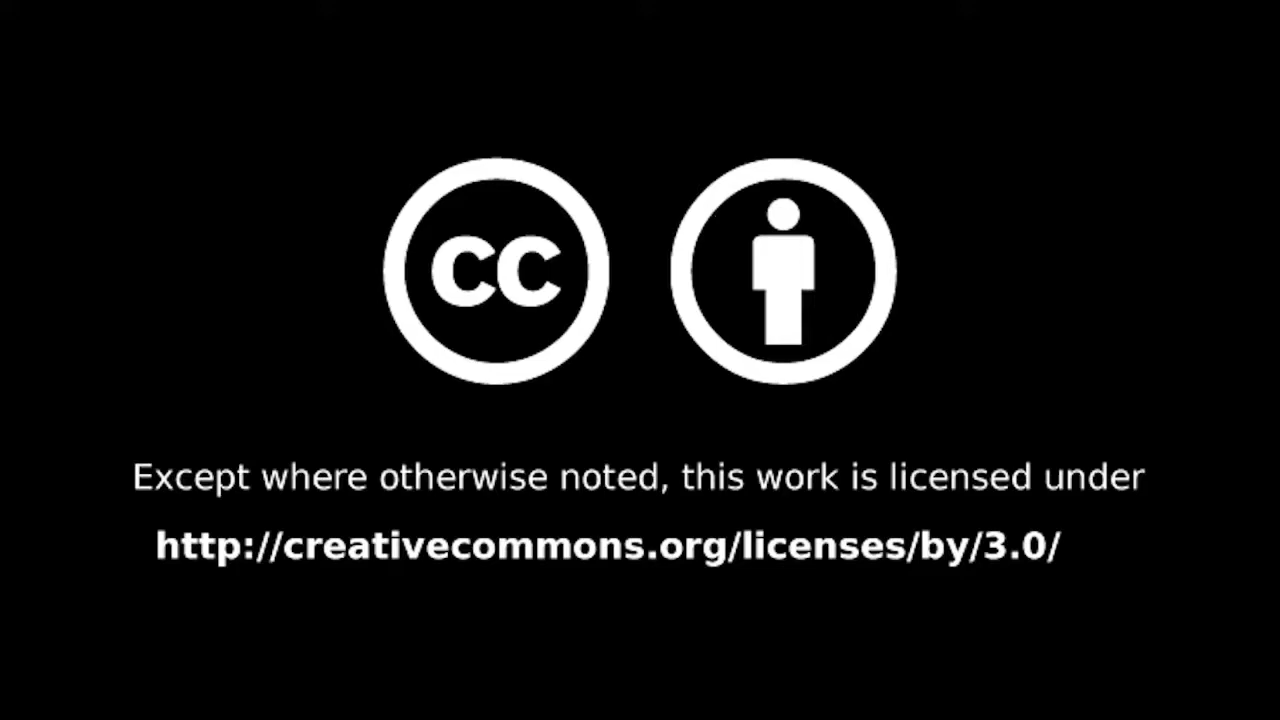 cc
Except where otherwise noted, this work is licensed under
http://creativecommons.org/licenses/by/3.0/